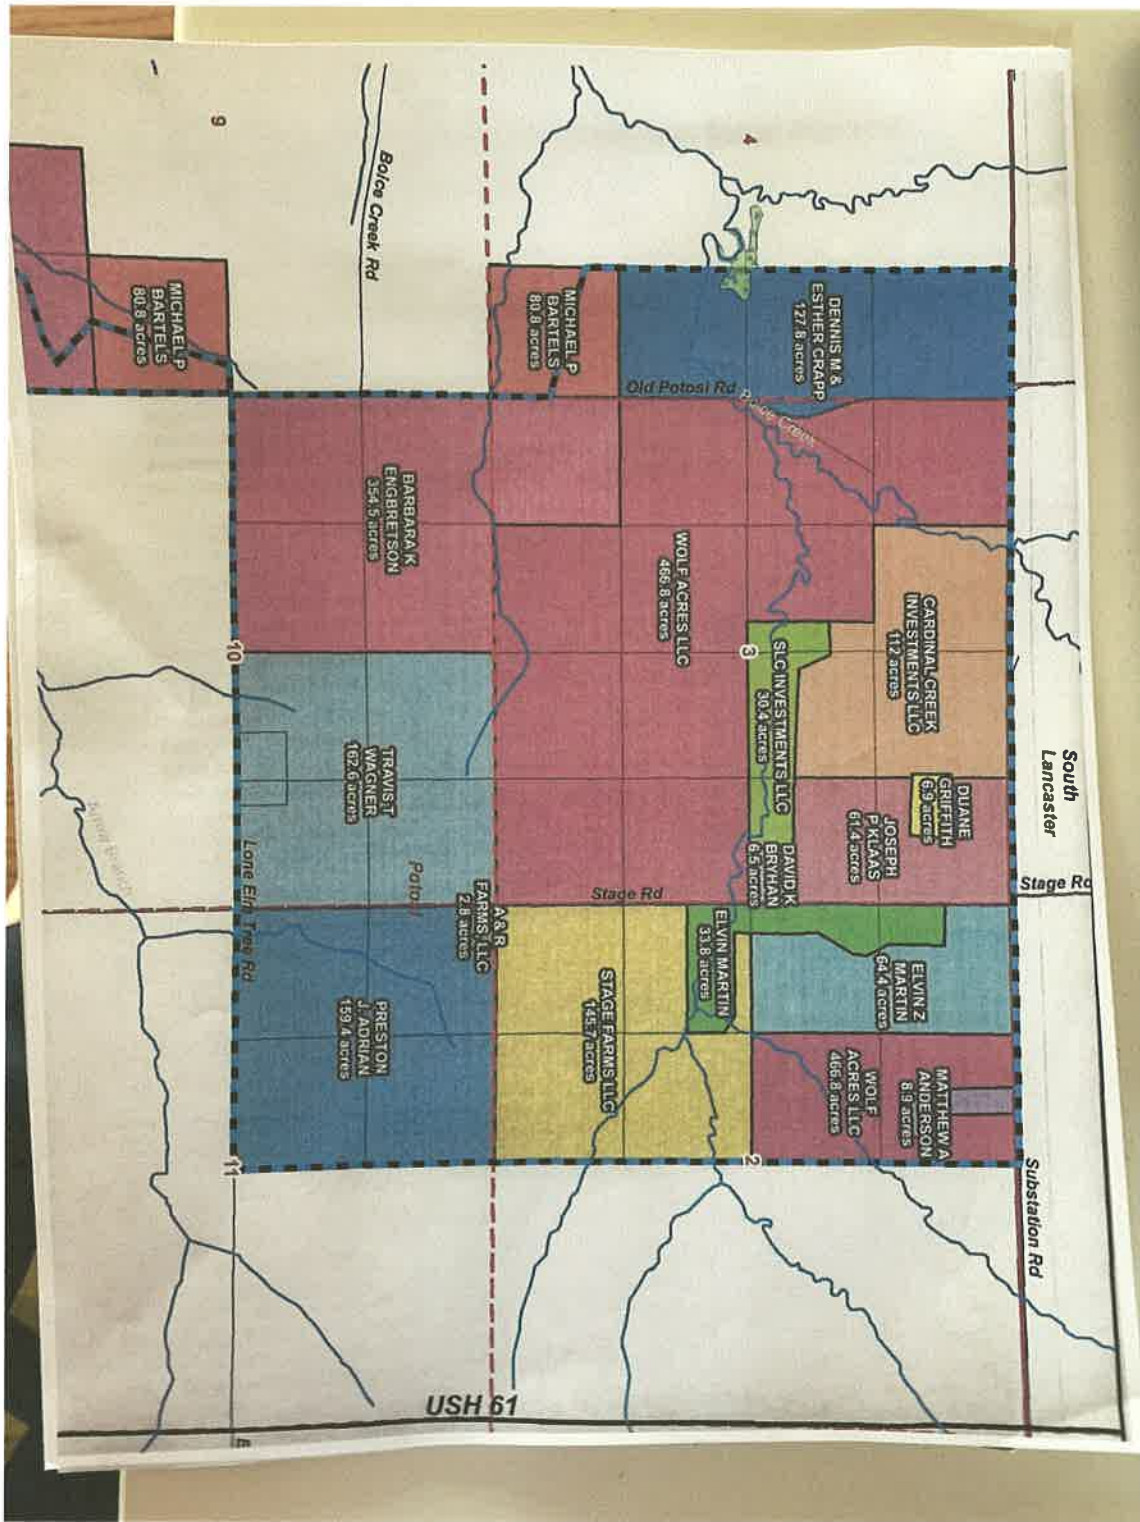 South
Lancaster
Stage Rd
Substation Rd
DUANE
GRIFFITH
6.9 acres
MATTHEW A
ANDERSON
8.9 acres
CARDINAL CREEK
INVESTMENTS LLC
112 acres
JOSEPH
P KLAAS
61.4 acres
ELVIN Z
MARTIN
64.4 acres
WOLF
ACRES LLC
466.8 acres
DENNIS M &
ESTHER CRAPP
127.8 acres
Boice Creek
4
3
2
SLC INVESTMENTS LLC
30.4 acres
DAVID K
BRYHAN
6.5 acres
Old Potosi Rd
WOLF ACRES LLC
466.8 acres
Stage Rd
ELVIN MARTIN
33.8 acres
STAGE FARMS LLC
145.7 acres
MICHAEL P
BARTELS
80.8 acres
A & R
FARMS, LLC
2.8 acres
USH 61
Boice Creek Rd
BARBARA K
ENGBRETSON
354.5 acres
Potosi
TRAVIS T
WAGNER
162.6 acres
PRESTON
J. ADRIAN
159.4 acres
Lone Elm Tree Rd
9
10
11
MICHAEL P
BARTELS
80.8 acres
Branch